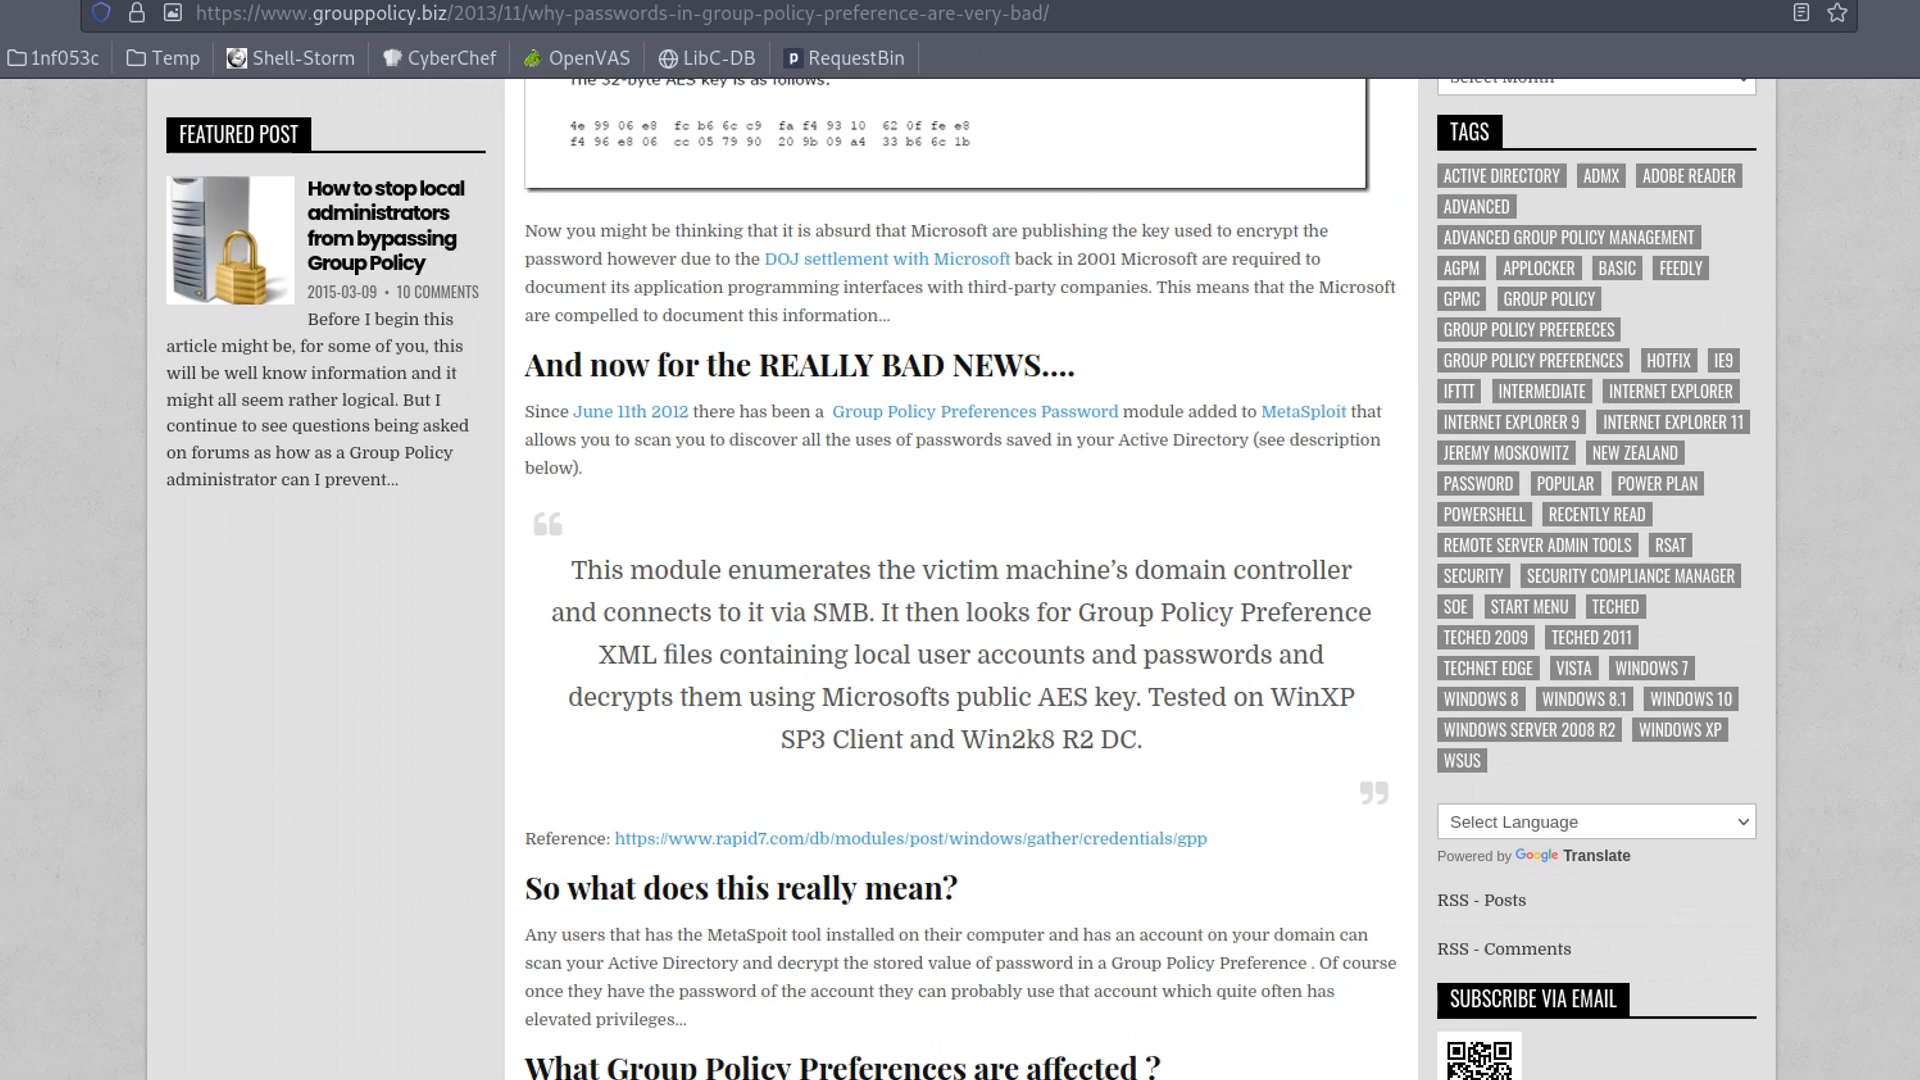 https://www.grouppolicy.biz/2013/11/why-passwords-in-group-policy-preference-are-very-bad/
1nf053c
Temp
Shell-Storm
CyberChef
OpenVAS
LibC-DB
RequestBin
FEATURED POST
How to stop local
administrators
from bypassing
Group Policy
2015-03-09 • 10 COMMENTS
Before I begin this
article might be, for some of you, this
will be well know information and it
might all seem rather logical. But I
continue to see questions being asked
on forums as how as a Group Policy
administrator can I prevent...
The 32-byte AES key is as follows:
4e 99 06 e8 fc b6 6c c9 fa f4 93 10 62 0f fe e8
f4 96 e8 06 cc 05 79 90 20 9b 09 a4 33 b6 6c 1b
Now you might be thinking that it is absurd that Microsoft are publishing the key used to encrypt the
password however due to the DOJ settlement with Microsoft back in 2001 Microsoft are required to
document its application programming interfaces with third-party companies. This means that the Microsoft
are compelled to document this information…
And now for the REALLY BAD NEWS….
Since June 11th 2012 there has been a Group Policy Preferences Password module added to MetaSploit that
allows you to scan you to discover all the uses of passwords saved in your Active Directory (see description
below).
“
This module enumerates the victim machine’s domain controller
and connects to it via SMB. It then looks for Group Policy Preference
XML files containing local user accounts and passwords and
decrypts them using Microsofts public AES key. Tested on WinXP
SP3 Client and Win2k8 R2 DC.
”
Reference: https://www.rapid7.com/db/modules/post/windows/gather/credentials/gpp
So what does this really mean?
Any users that has the MetaSpoit tool installed on their computer and has an account on your domain can
scan your Active Directory and decrypt the stored value of password in a Group Policy Preference . Of course
once they have the password of the account they can probably use that account which quite often has
elevated privileges…
What Group Policy Preferences are affected ?
Select Month
TAGS
ACTIVE DIRECTORY ADMX ADOBE READER
ADVANCED
ADVANCED GROUP POLICY MANAGEMENT
AGPM APPLOCKER BASIC FEEDLY
GPMC GROUP POLICY
GROUP POLICY PREFERECES
GROUP POLICY PREFERENCES HOTFIX IE9
IFTTT INTERMEDIATE INTERNET EXPLORER
INTERNET EXPLORER 9 INTERNET EXPLORER 11
JEREMY MOSKOWITZ NEW ZEALAND
PASSWORD POPULAR POWER PLAN
POWERSHELL RECENTLY READ
REMOTE SERVER ADMIN TOOLS RSAT
SECURITY SECURITY COMPLIANCE MANAGER
SOE START MENU TECHED
TECHED 2009 TECHED 2011
TECHNET EDGE VISTA WINDOWS 7
WINDOWS 8 WINDOWS 8.1 WINDOWS 10
WINDOWS SERVER 2008 R2 WINDOWS XP
WSUS
Select Language
Powered by Google Translate
RSS - Posts
RSS - Comments
SUBSCRIBE VIA EMAIL